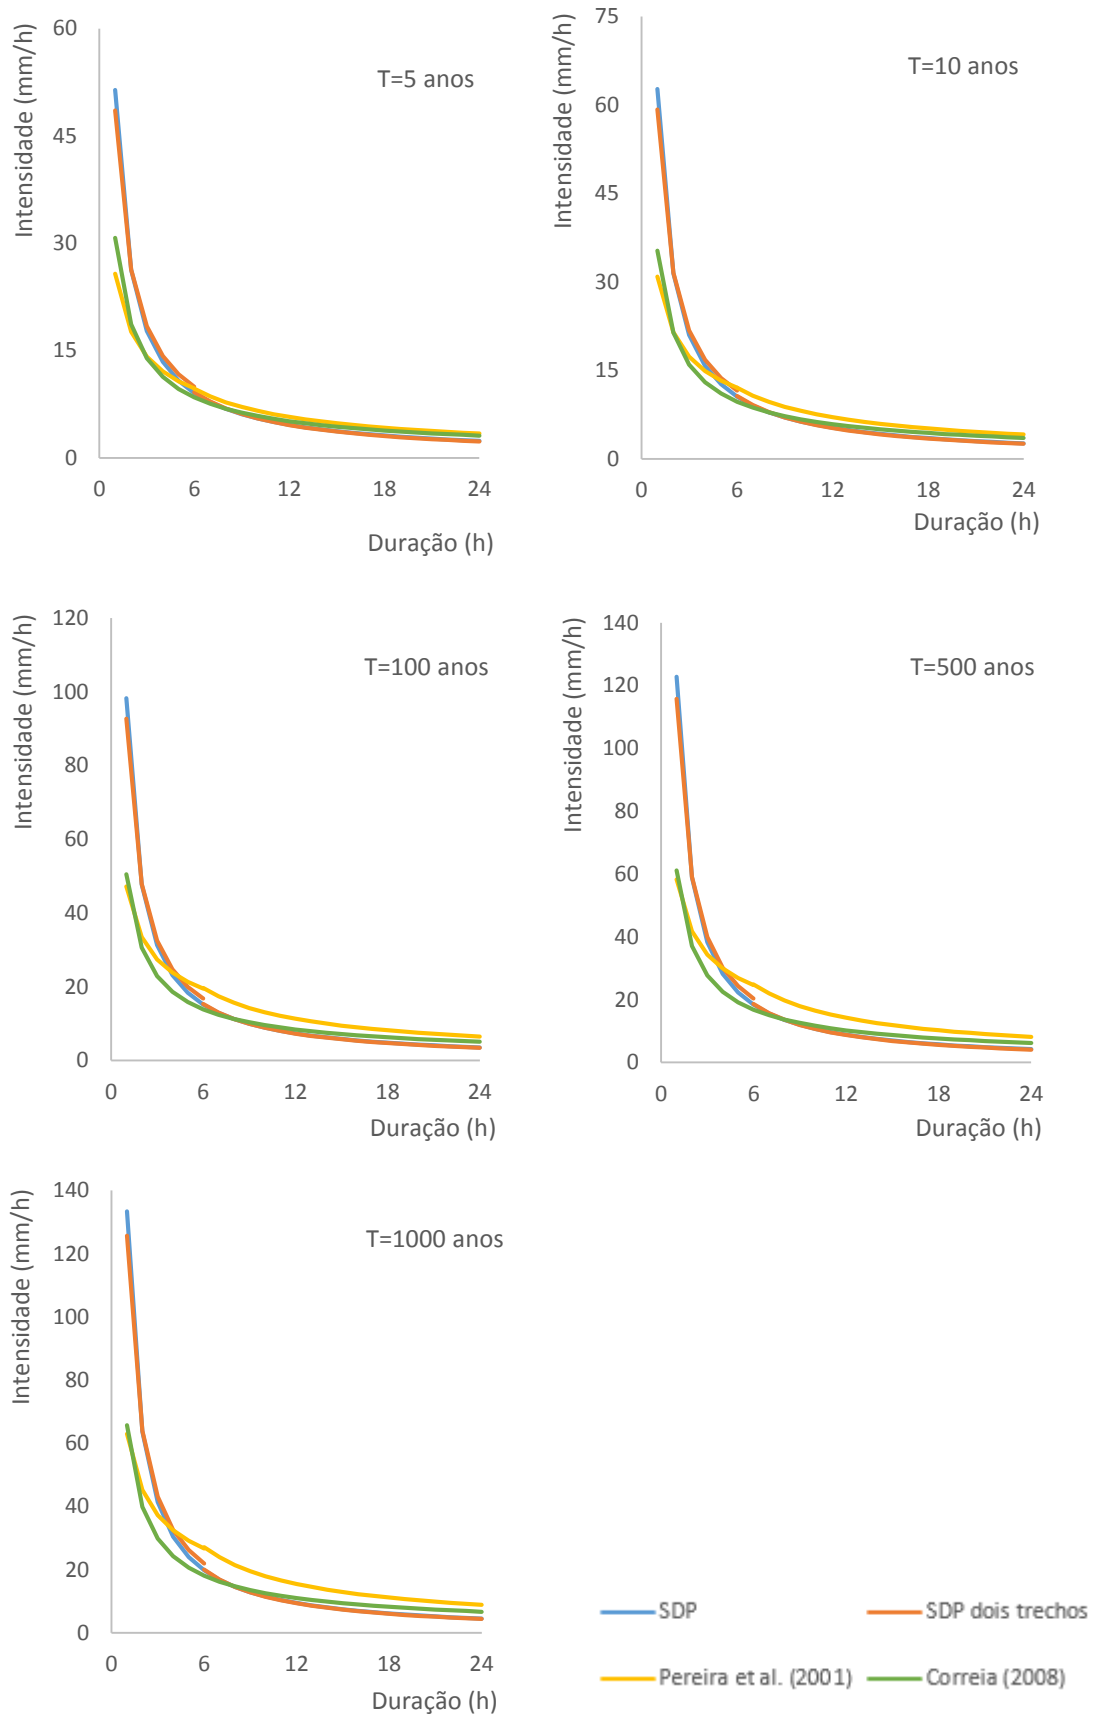 Intensidade (mm/h)
T=5 anos
60
45
30
15
0
0 6 12 18 24
Duração (h)
Intensidade (mm/h)
T=10 anos
75
60
45
30
15
0
0 6 12 18 24
Duração (h)
Intensidade (mm/h)
T=100 anos
120
100
80
60
40
20
0
0 6 12 18 24
Duração (h)
Intensidade (mm/h)
T=500 anos
140
120
100
80
60
40
20
0
0 6 12 18 24
Duração (h)
Intensidade (mm/h)
T=1000 anos
140
120
100
80
60
40
20
0
0 6 12 18 24
Duração (h)
SDP
SDP dois trechos
Pereira et al. (2001)
Correia (2008)